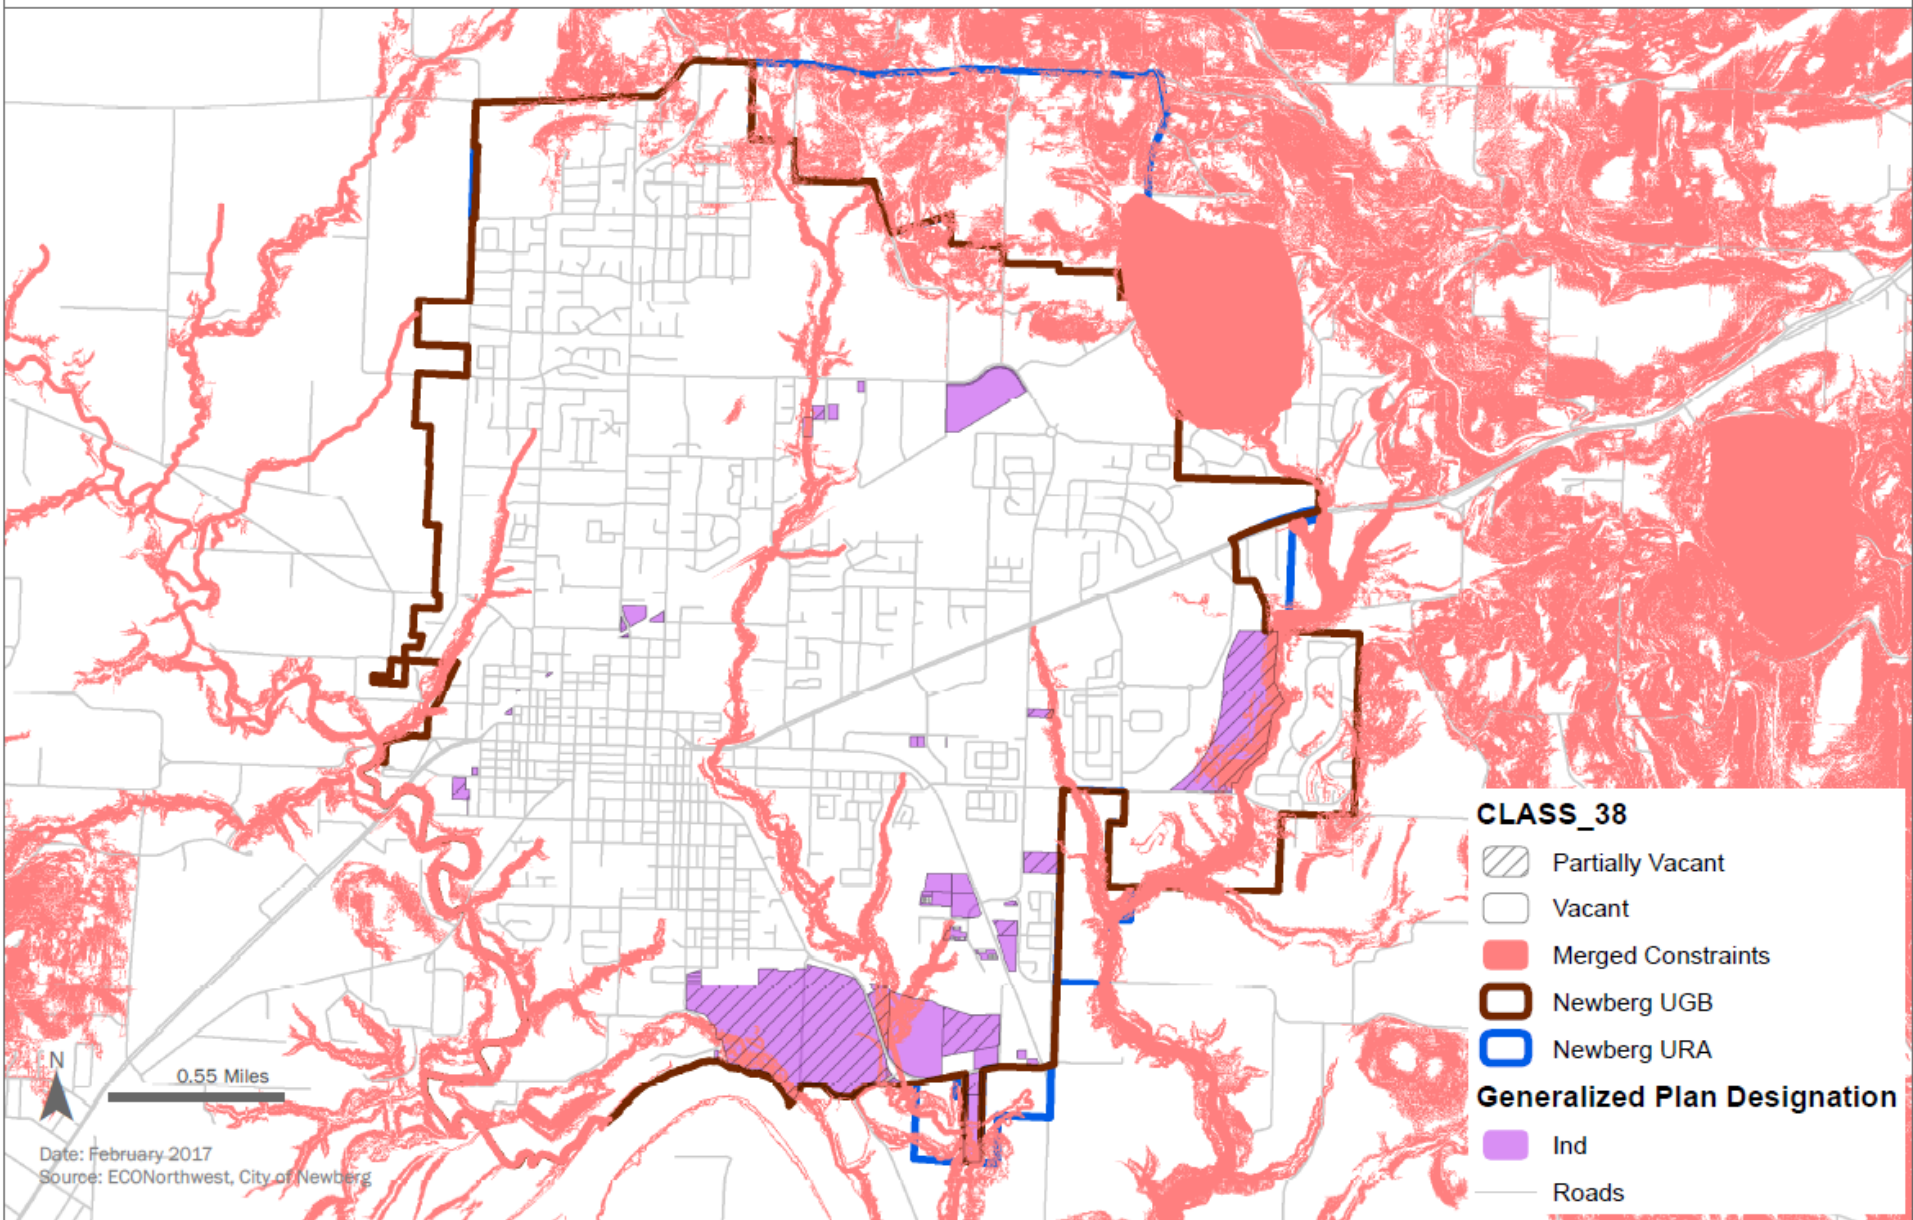 CLASS_38
Partially Vacant
Vacant
Merged Constraints
Newberg UGB
Newberg URA
Generalized Plan Designation
Ind
Roads
N
0.55 Miles
Date: February 2017
Source: ECONorthwest, City of Newberg